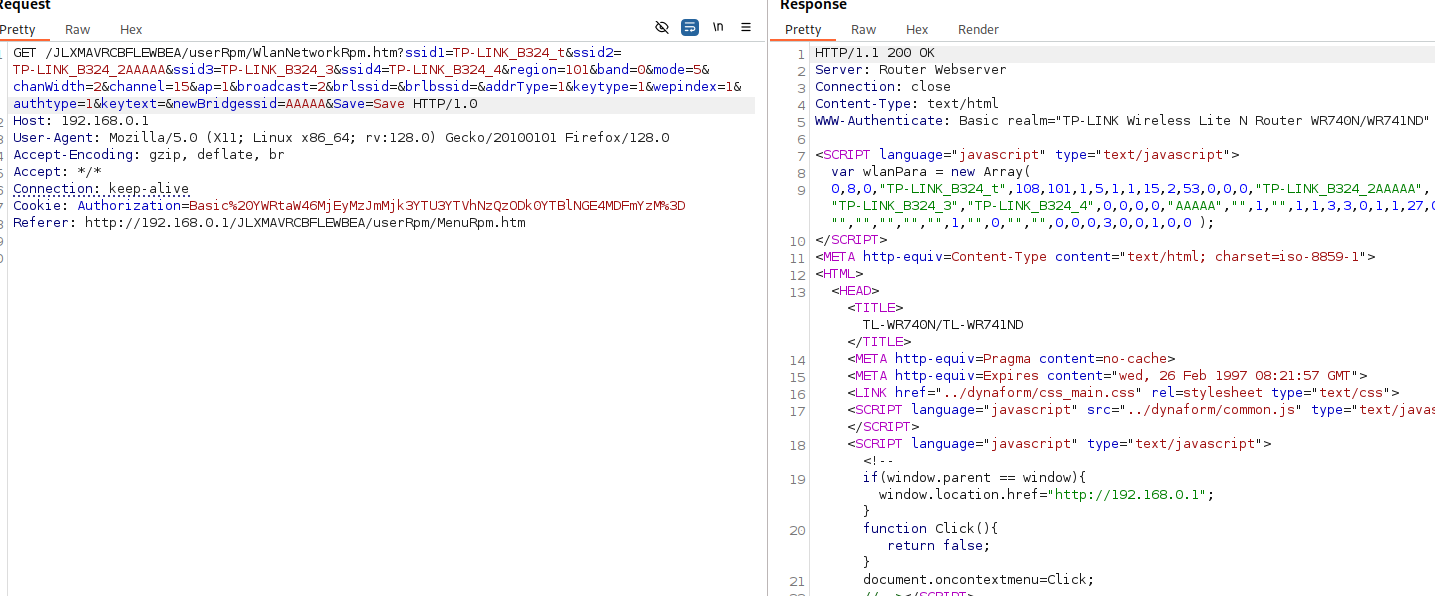 Request
Pretty Raw Hex
\n
GET /JLXMAVRCBFLEWBEA/userRpm/WlanNetworkRpm.htm?ssid1=TP-LINK_B324_t&ssid2=
TP-LINK_B324_2AAAAA&ssid3=TP-LINK_B324_3&ssid4=TP-LINK_B324_4&region=101&band=0&mode=5&
chanWidth=2&channel=15&ap=1&broadcast=2&brlssid=&brlbssid=&addrType=1&keytype=1&wepindex=1&
authtype=1&keytext=&newBridgessid=AAAAA&Save=Save HTTP/1.0
Host: 192.168.0.1
User-Agent: Mozilla/5.0 (X11; Linux x86_64; rv:128.0) Gecko/20100101 Firefox/128.0
Accept-Encoding: gzip, deflate, br
Accept: */*
Connection: keep-alive
Cookie: Authorization=Basic%20YWRtaW46MjEyMzJmMjk3YTU3YTVhNzQzODk0YTBlNGE4MDFmYzM%3D
Referer: http://192.168.0.1/JLXMAVRCBFLEWBEA/userRpm/MenuRpm.htm
Response
Pretty Raw Hex Render
1 HTTP/1.1 200 OK
2 Server: Router Webserver
3 Connection: close
4 Content-Type: text/html
5 WWW-Authenticate: Basic realm="TP-LINK Wireless Lite N Router WR740N/WR741ND"
6
7 <SCRIPT language="javascript" type="text/javascript">
8 var wlanPara = new Array(
9 0,8,0,"TP-LINK_B324_t",108,101,1,5,1,1,15,2,53,0,0,0,"TP-LINK_B324_2AAAAA",
"TP-LINK_B324_3","TP-LINK_B324_4",0,0,0,0,"AAAAA","",1,"",1,1,3,3,0,1,1,27,0
"","","","","",1,"",0,"","",0,0,0,3,0,0,1,0,0 );
10 </SCRIPT>
11 <META http-equiv=Content-Type content="text/html; charset=iso-8859-1">
12 <HTML>
13 <HEAD>
<TITLE>
TL-WR740N/TL-WR741ND
</TITLE>
14 <META http-equiv=Pragma content=no-cache>
15 <META http-equiv=Expires content="wed, 26 Feb 1997 08:21:57 GMT">
16 <LINK href="../dynaform/css_main.css" rel=stylesheet type="text/css">
17 <SCRIPT language="javascript" src="../dynaform/common.js" type="text/javas
</SCRIPT>
18 <SCRIPT language="javascript" type="text/javascript">
<!--
19 if(window.parent == window){
window.location.href="http://192.168.0.1";
}
20 function Click(){
return false;
}
21 document.oncontextmenu=Click;